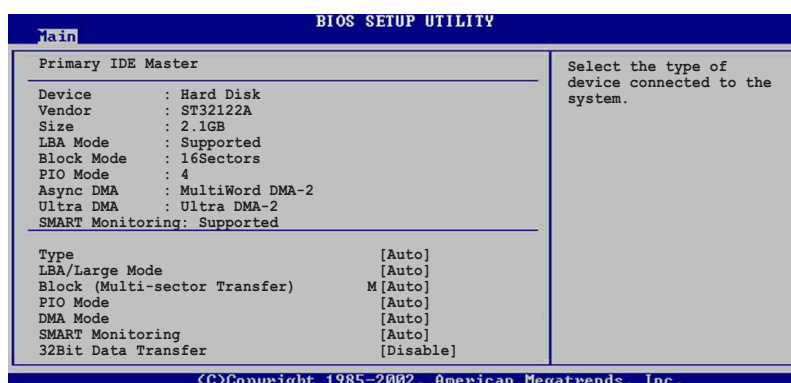 BIOS SETUP UTILITY
Main
Primary IDE Master
Device : Hard Disk
Vendor : ST32122A
Size : 2.1GB
LBA Mode : Supported
Block Mode : 16Sectors
PIO Mode : 4
Async DMA : MultiWord DMA-2
Ultra DMA : Ultra DMA-2
SMART Monitoring: Supported
Type [Auto]
LBA/Large Mode [Auto]
Block (Multi-sector Transfer) M [Auto]
PIO Mode [Auto]
DMA Mode [Auto]
SMART Monitoring [Auto]
32Bit Data Transfer [Disable]
Select the type of
device connected to the
system.
(C)Copyright 1985-2002, American Megatrends, Inc.